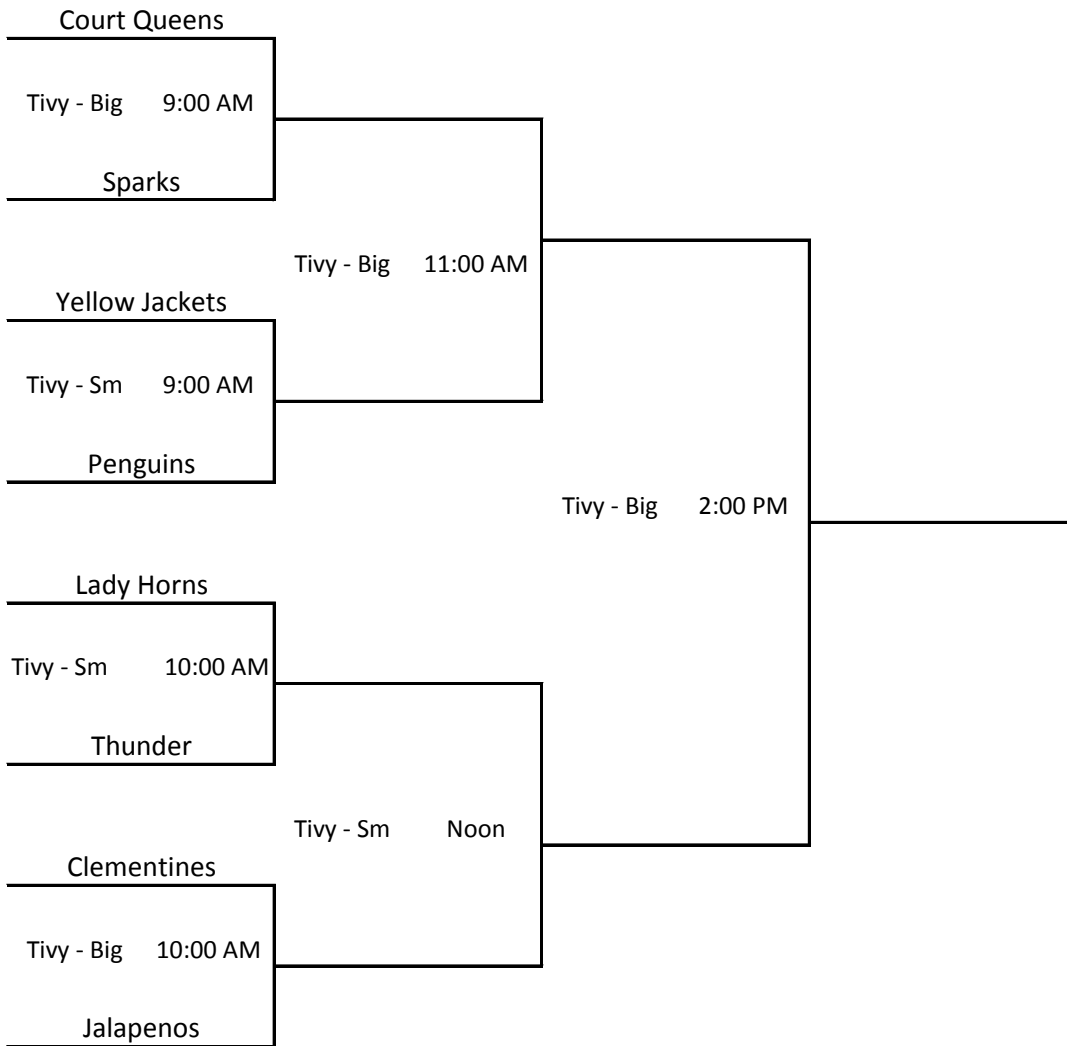 Court Queens
Tivy - Big 9:00 AM
Sparks
Tivy - Big 11:00 AM
Yellow Jackets
Tivy - Sm 9:00 AM
Penguins
Tivy - Big 2:00 PM
Lady Horns
Tivy - Sm 10:00 AM
Thunder
Tivy - Sm Noon
Clementines
Tivy - Big 10:00 AM
Jalapenos